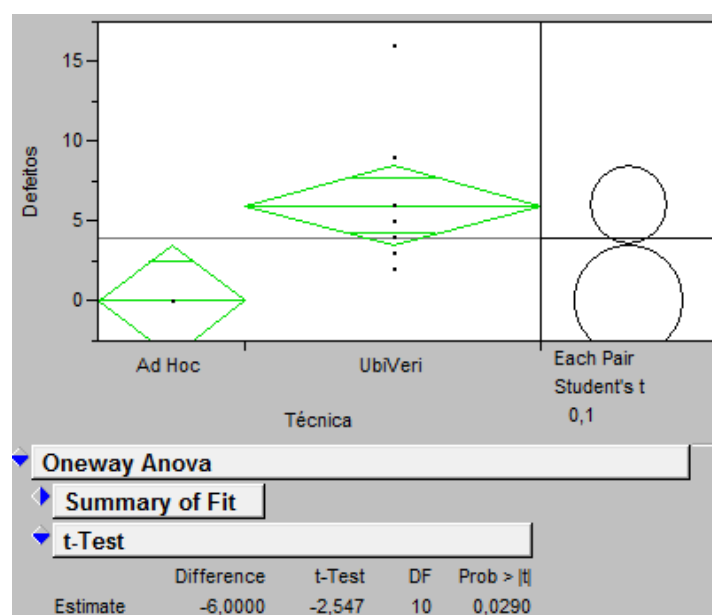 15
10
5
0
Defeitos
Ad Hoc
UbiVeri
Each Pair
Student's t
0,1
Técnica
Oneway Anova
Summary of Fit
t-Test
Difference t-Test DF Prob > |t|
Estimate -6,0000 -2,547 10 0,0290